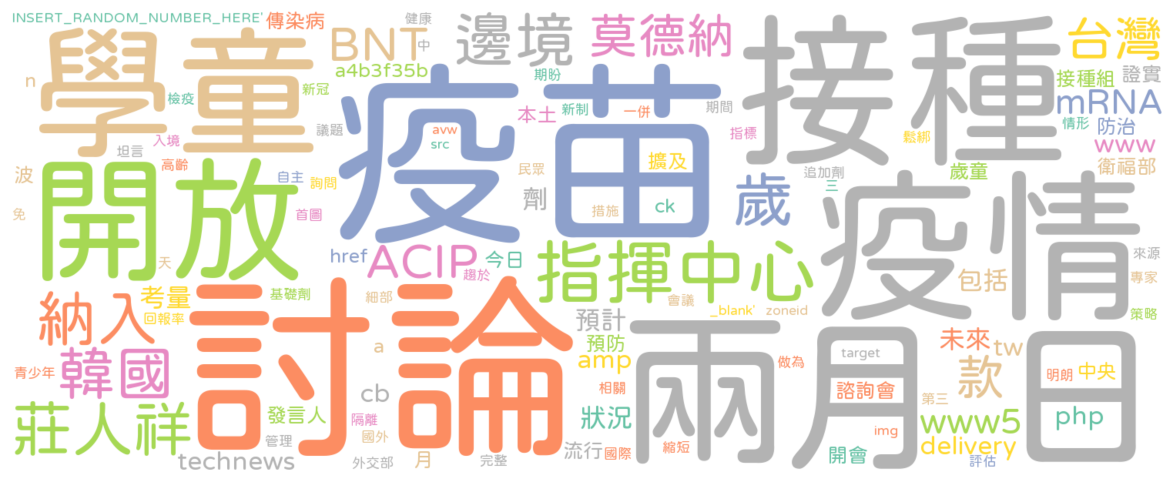 INSERT_RANDOM_NUMBER_HERE'
傳染病
健康
學童
BNT
中
邊境
莫德納
接種
台灣
n
檢疫
新冠
a4b3f35b
期盼
證實
接種組
疫苗
新制
一併
期間
mRNA
本土
議題
入境
坦言
avw
src
指標
情形
防治
鬆綁
www
波
高齡
自主
詢問
民眾
擴及
追加劑
歲童
衛福部
開放
三
歲
疫情
免
首圖
劑
措施
ck
天
href
ACIP
今日
趨於
指揮中心
包括
來源
專家
納入
考量
基礎劑
細部
會議
回報率
_blank'
zoneid
策略
討論
預計
兩
月
日
韓國
a
預防
amp
target
做為
未來
tw
青少年
cb
相關
諮詢會
款
明朗
中央
莊人祥
發言人
隔離
狀況
第三
www5
php
管理
國外
img
technews
外交部
月
完整
流行
國際
縮短
開會
delivery
評估